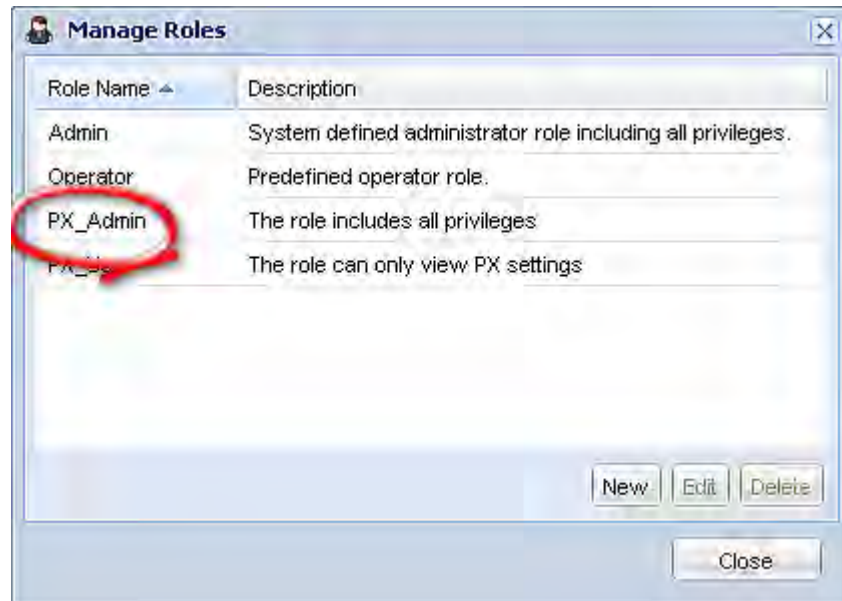 Manage Roles
Role Name Description
Admin System defined administrator role including all privileges.
Operator Predefined operator role.
PX_Admin The role includes all privileges
The role can only view PX settings
New Edit Delete
Close